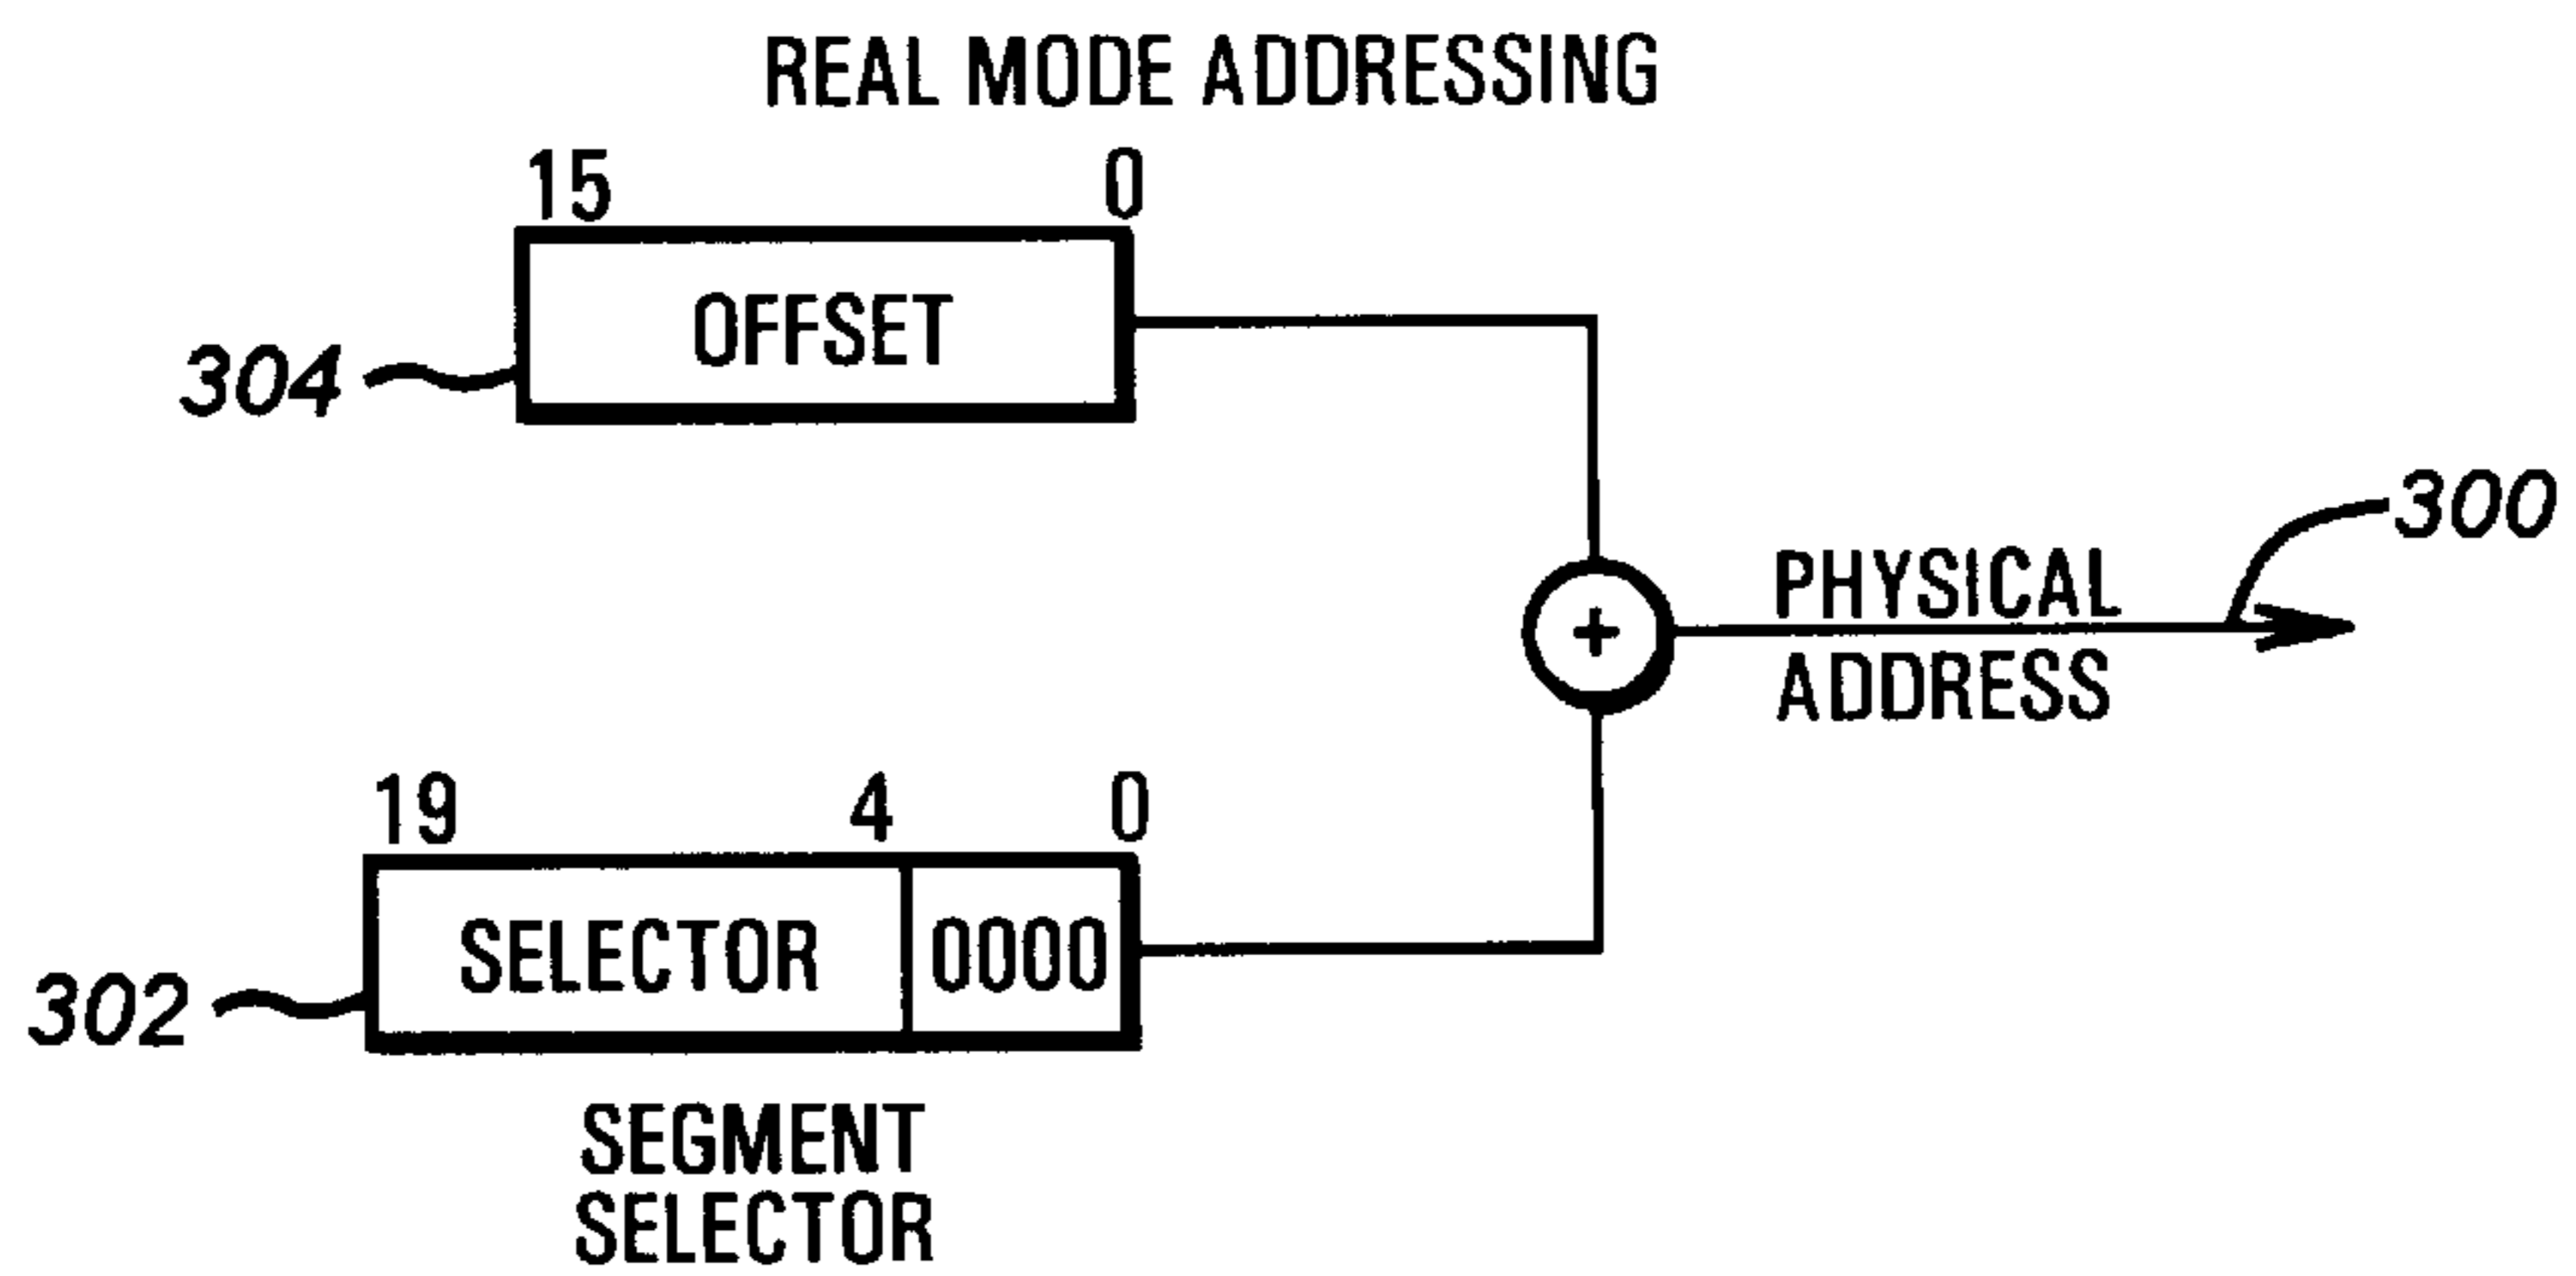 REAL MODE ADDRESSING
15 0
OFFSET
304
300
+
PHYSICAL
ADDRESS
19 4 0
SELECTOR 0000
302
SEGMENT
SELECTOR